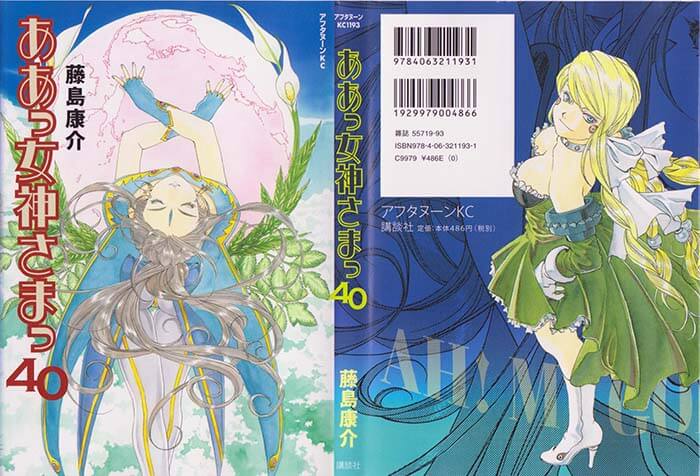 ああっ女神さまっ
40
藤島康介
アフタヌーンKC
アフタヌーン
KC1193
ああっ女神さまっ
40
藤島康介
講談社
9784063211931
1929979004866
雑誌 55719-93
ISBN978-4-06-321193-1
C9979 ¥486E (0)
アフタヌーンKC
講談社 定価:本体486円(税別)
AH! MY GOD